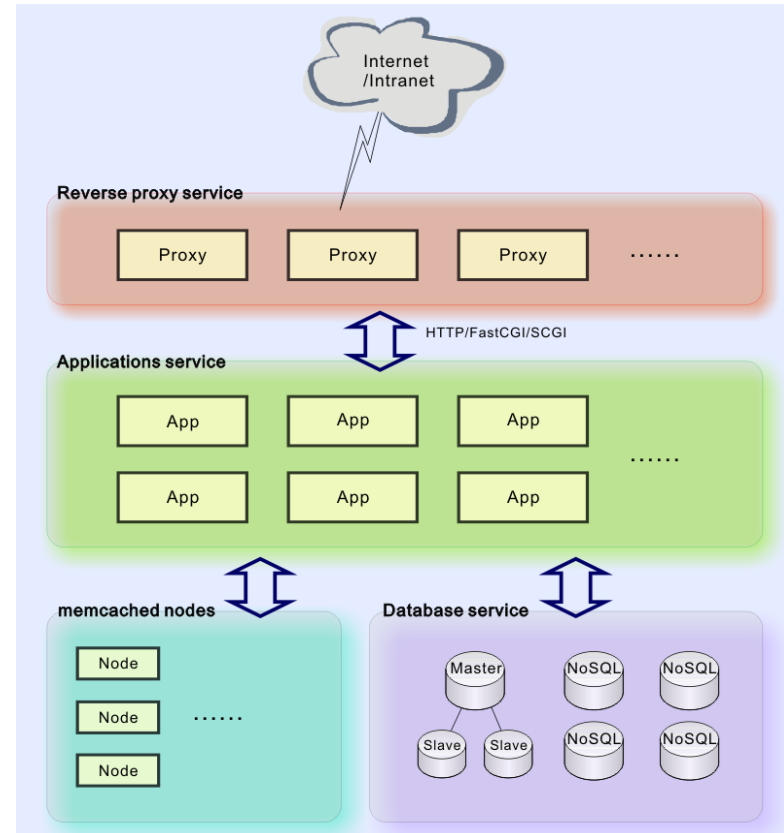 Internet
/Intranet
Reverse proxy service
Proxy
Proxy
Proxy
......
HTTP/FastCGI/SCGI
Applications service
App
App
App
......
App
App
App
memcached nodes
Node
Node
......
Node
Database service
Master
NoSQL
NoSQL
Slave
Slave
NoSQL
NoSQL